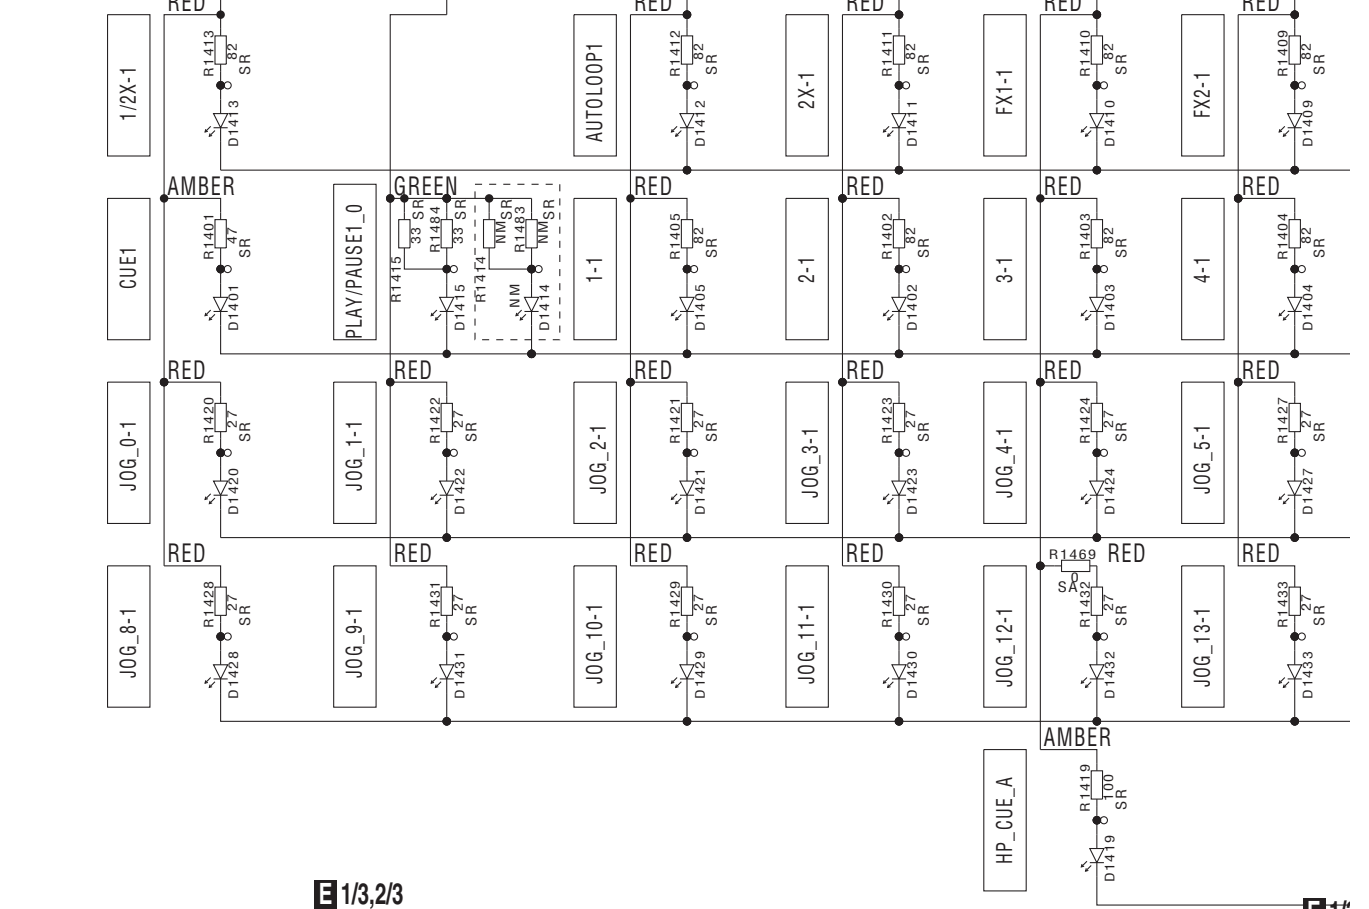 RED
RED
RED
RED
RED
1/2X-1
R1413
82
SR
D1413
AUTOLOOP1
R1412
82
SR
D1412
2X-1
R1411
82
SR
D1411
FX1-1
R1410
82
SR
D1410
FX2-1
R1409
82
SR
D1409
AMBER
GREEN
RED
RED
RED
RED
CUE1
R1401
47
SR
D1401
PLAY/PAUSE1_0
R1415
33
SR
R1484
33
SR
D1415
R1414
NM
SR
R1483
NM
SR
NM
D1414
1-1
R1405
82
SR
D1405
2-1
R1402
82
SR
D1402
3-1
R1403
82
SR
D1403
4-1
R1404
82
SR
D1404
RED
RED
RED
RED
RED
RED
JOG_0-1
R1420
27
SR
D1420
JOG_1-1
R1422
27
SR
D1422
JOG_2-1
R1421
27
SR
D1421
JOG_3-1
R1423
27
SR
D1423
JOG_4-1
R1424
27
SR
D1424
JOG_5-1
R1427
27
SR
D1427
RED
RED
RED
RED
R1469
0
SA
RED
RED
JOG_8-1
R1428
27
SR
D1428
JOG_9-1
R1431
27
SR
D1431
JOG_10-1
R1429
27
SR
D1429
JOG_11-1
R1430
27
SR
D1430
JOG_12-1
R1432
27
SR
D1432
JOG_13-1
R1433
27
SR
D1433
AMBER
HP_CUE_A
R1419
100
SR
D1419
E 1/3,2/3